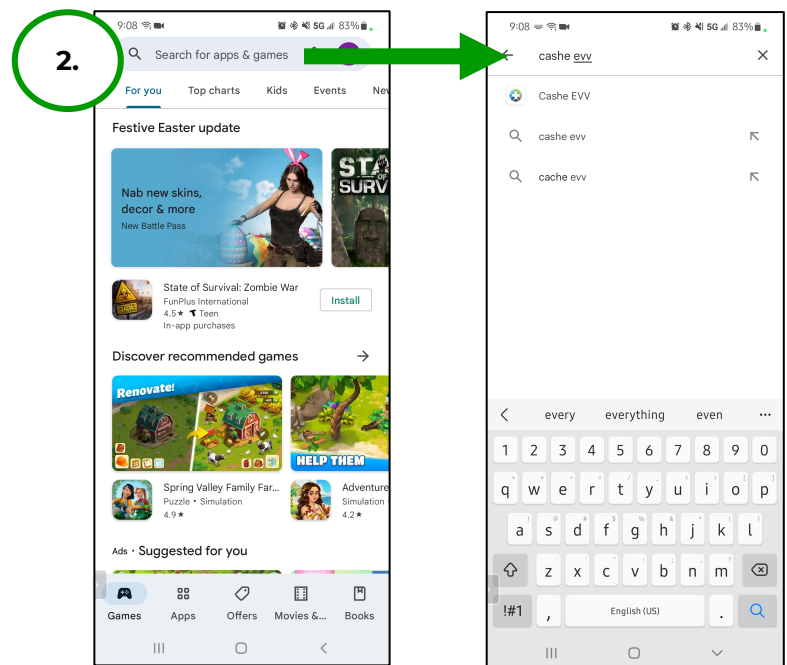 2.
9:08 5G 83%
Search for apps & games
For you Top charts Kids Events New
Festive Easter update
Nab new skins,
decor & more
New Battle Pass
STA
OF
SURV
State of Survival: Zombie War
FunPlus International
4.5★ T Teen
In-app purchases
Install
Discover recommended games →
Renovate!
HELP THEM
Spring Valley Family Far...
Puzzle • Simulation
4.9★
Adventure
Simulation •
4.2★
Ads • Suggested for you
Games Apps Offers Movies &... Books
9:08 5G 83%
cashe evv
Cashe EVV
cashe evv
cache evv
every everything even ...
1 2 3 4 5 6 7 8 9 0
q w e r t y u i o p
a s d f g h j k l
z x c v b n m
!#1 , English (US) .